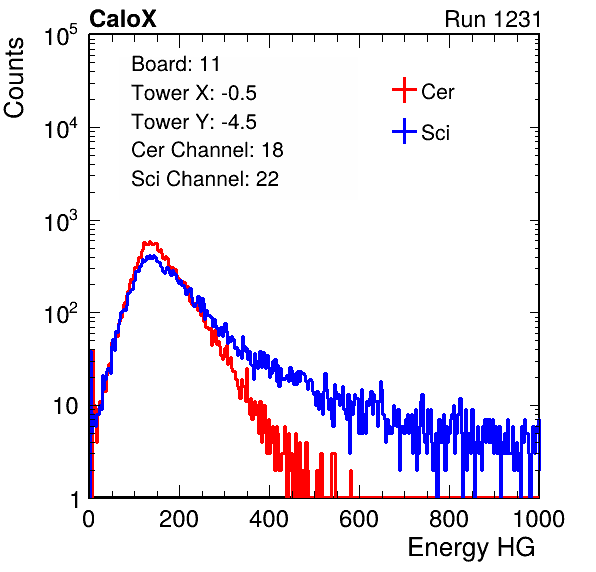 CaloX Run 1231
Counts
Board: 11
Tower X: -0.5
Tower Y: -4.5
Cer Channel: 18
Sci Channel: 22
Cer
Sci
10^5
10^4
10^3
10^2
10
1
0 200 400 600 800 1000
Energy HG